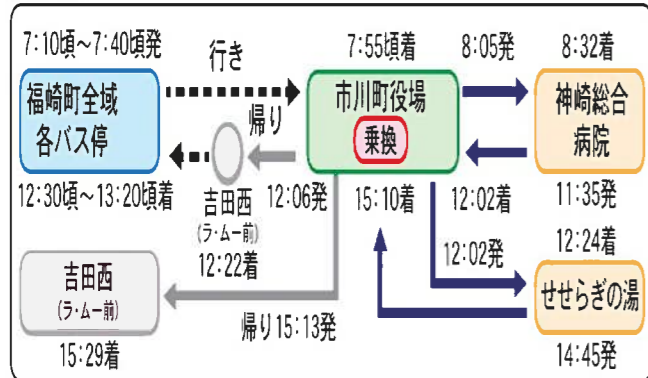 7:10頃～7:40頃発
行き
7:55頃着
8:05発
8:32着
福崎町全域
各バス停
市川町役場
乗換
神崎総合
病院
帰り
12:30頃～13:20頃着
吉田西
(ラ・ムー前)
12:22着
12:06発
15:10着
12:02着
11:35発
12:02発
12:24着
吉田西
(ラ・ムー前)
せせらぎの湯
帰り15:13発
15:29着
14:45発